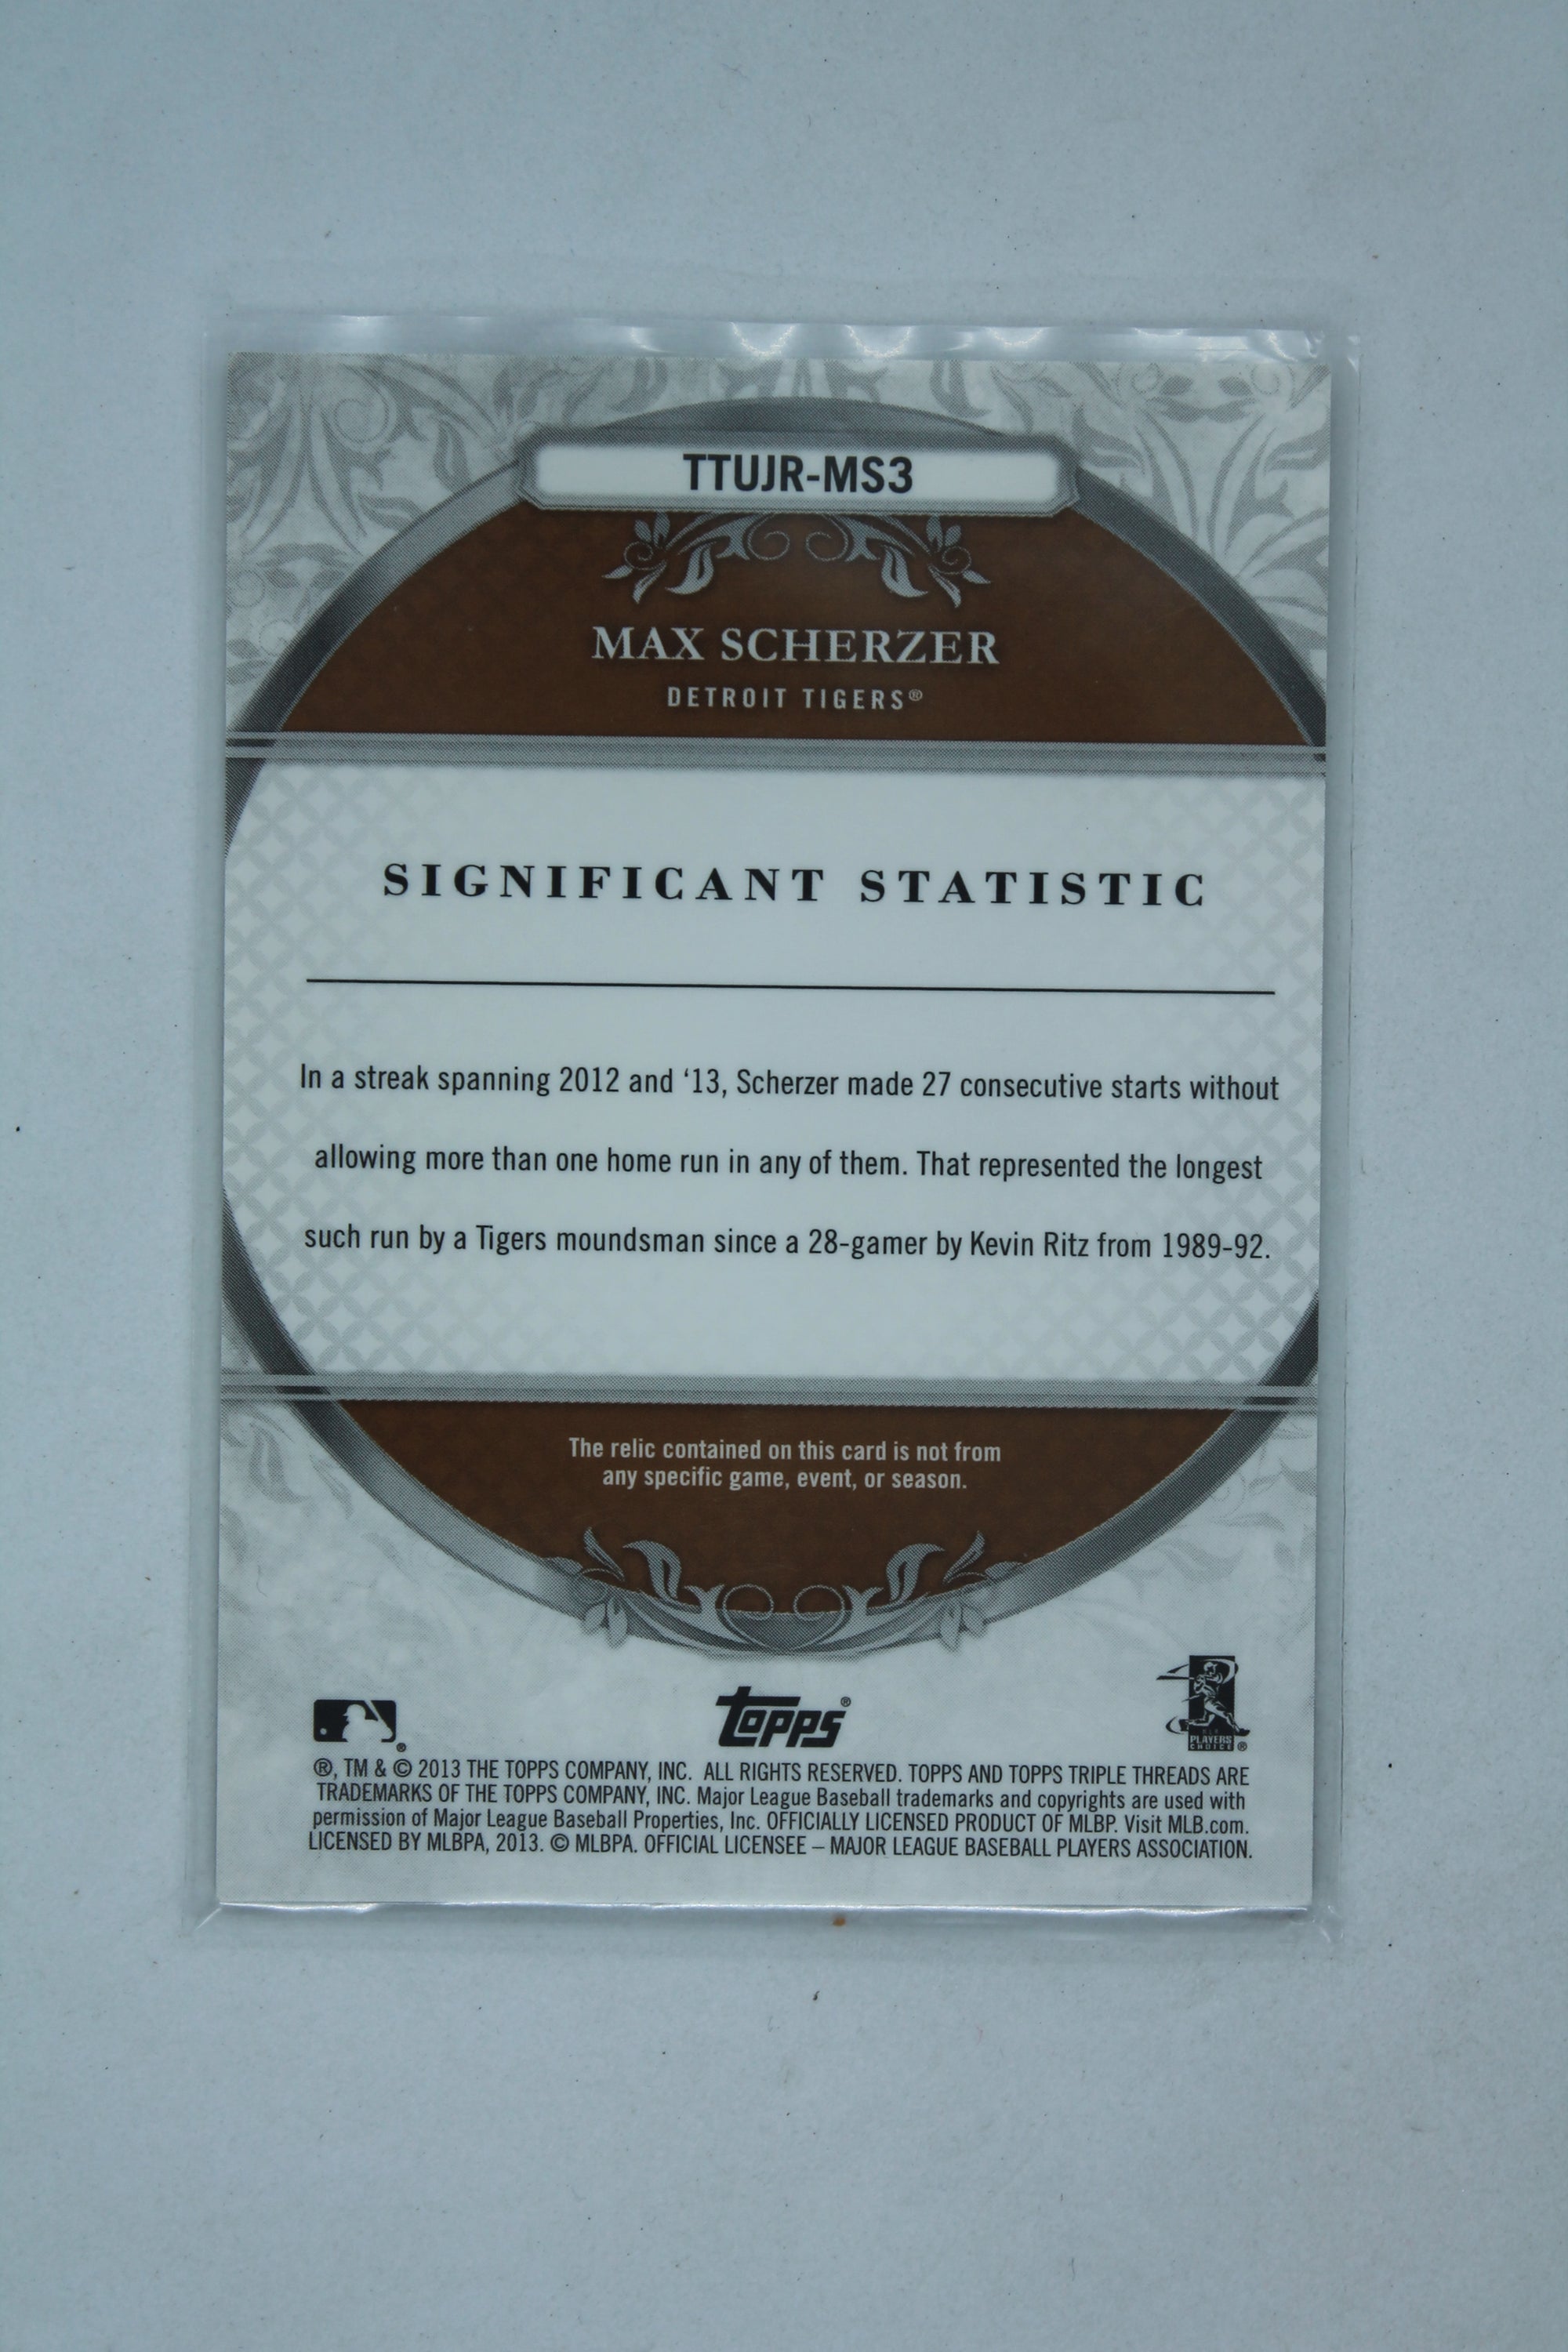 TTUJR-MS3
MAX SCHERZER
DETROIT TIGERS®
SIGNIFICANT STATISTIC
In a streak spanning 2012 and ‘13, Scherzer made 27 consecutive starts without
allowing more than one home run in any of them. That represented the longest
such run by a Tigers moundsman since a 28-gamer by Kevin Ritz from 1989-92.
The relic contained on this card is not from
any specific game, event, or season.
topps®
PLAYERS
CHOICE ®
®, TM & © 2013 THE TOPPS COMPANY, INC. ALL RIGHTS RESERVED. TOPPS AND TOPPS TRIPLE THREADS ARE
TRADEMARKS OF THE TOPPS COMPANY, INC. Major League Baseball trademarks and copyrights are used with
permission of Major League Baseball Properties, Inc. OFFICIALLY LICENSED PRODUCT OF MLBP. Visit MLB.com.
LICENSED BY MLBPA, 2013. © MLBPA. OFFICIAL LICENSEE – MAJOR LEAGUE BASEBALL PLAYERS ASSOCIATION.